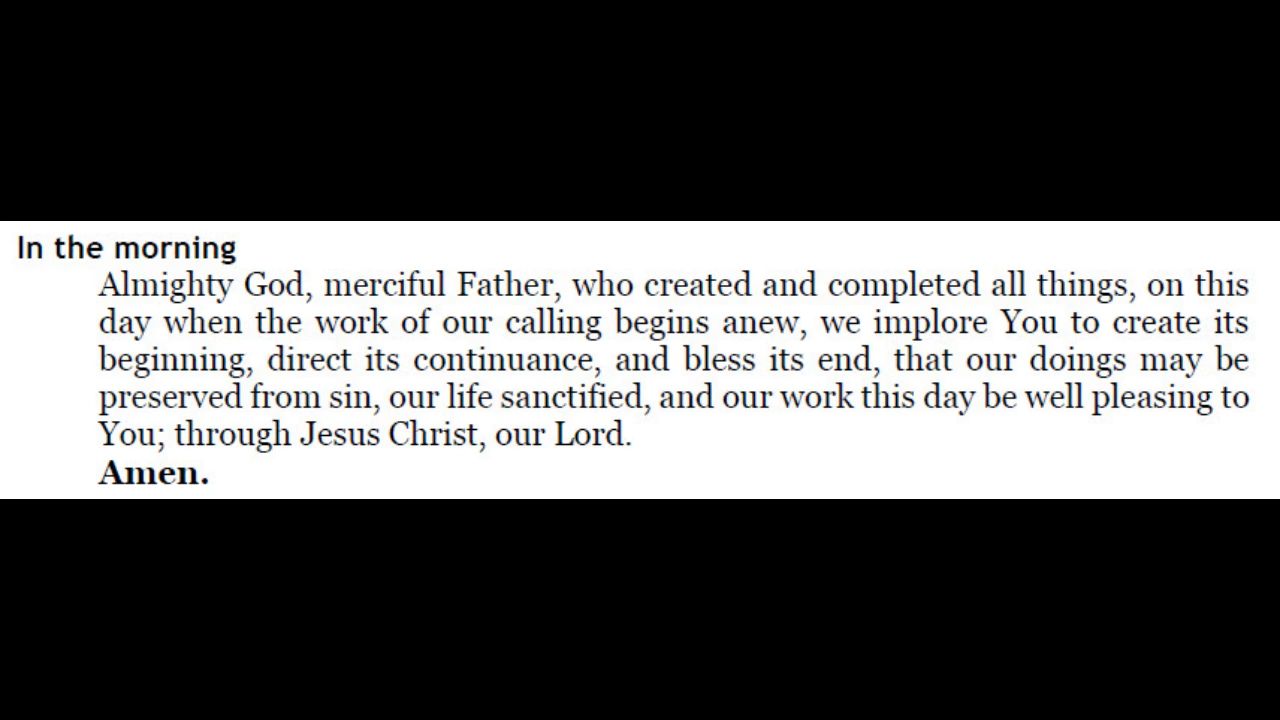 In the morning
Almighty God, merciful Father, who created and completed all things, on this
day when the work of our calling begins anew, we implore You to create its
beginning, direct its continuance, and bless its end, that our doings may be
preserved from sin, our life sanctified, and our work this day be well pleasing to
You; through Jesus Christ, our Lord.
Amen.